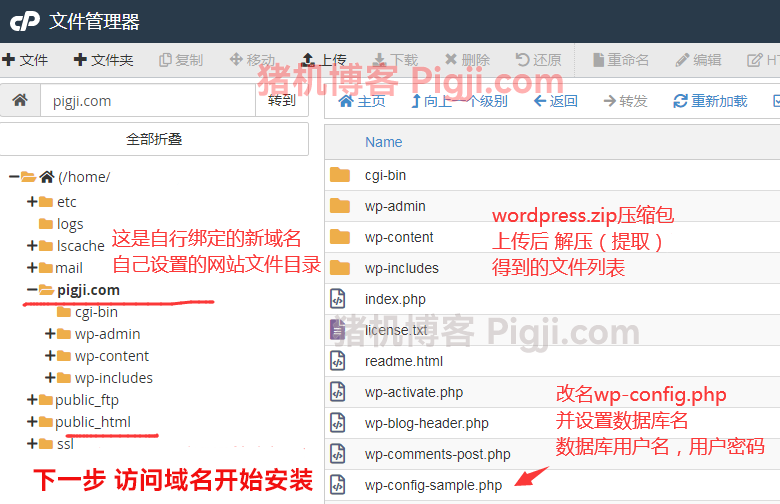 cP 文件管理器
文件 文件夹 复制 移动 上传 下载 删除 还原 重命名 编辑
猪机博客 Pigji.com
pigji.com 转到 主页 向上一个级别 返回 转发 重新加载
全部折叠
Name
(/home/
etc
logs
lscache
mail
pigji.com
cgi-bin
wp-admin
wp-content
wp-includes
public_ftp
public_html
ssl
这是自行绑定的新域名
自己设置的网站文件目录
下一步 访问域名开始安装
cgi-bin
wp-admin
wp-content
wp-includes
index.php
license.txt
readme.html
wp-activate.php
wp-blog-header.php
wp-comments-post.php
wp-config-sample.php
wordpress.zip压缩包
上传后 解压（提取）
得到的文件列表
猪机博客 Pigji.com
改名wp-config.php
并设置数据库名
数据库用户名，用户密码